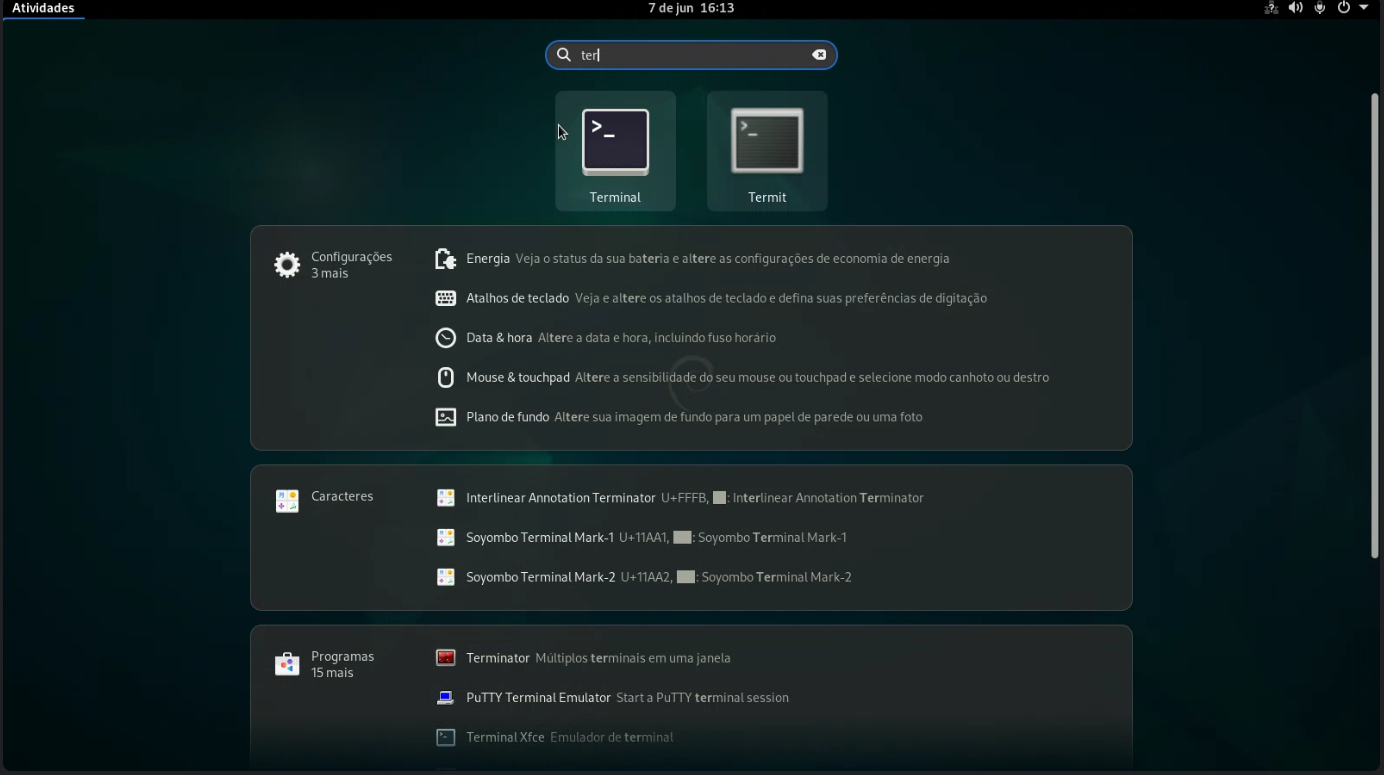 Atividades
7 de jun 16:13
ter
Terminal
Termit
Configurações
3 mais
Energia Veja o status da sua bateria e altere as configurações de economia de energia
Atalhos de teclado Veja e altere os atalhos de teclado e defina suas preferências de digitação
Data & hora Altere a data e hora, incluindo fuso horário
Mouse & touchpad Altere a sensibilidade do seu mouse ou touchpad e selecione modo canhoto ou destro
Plano de fundo Altere sua imagem de fundo para um papel de parede ou uma foto
Caracteres
Interlinear Annotation Terminator U+FFFB, : Interlinear Annotation Terminator
Soyombo Terminal Mark-1 U+11AA1, : Soyombo Terminal Mark-1
Soyombo Terminal Mark-2 U+11AA2, : Soyombo Terminal Mark-2
Programas
15 mais
Terminator Múltiplos terminais em uma janela
PuTTY Terminal Emulator Start a PuTTY terminal session
Terminal Xfce Emulador de terminal